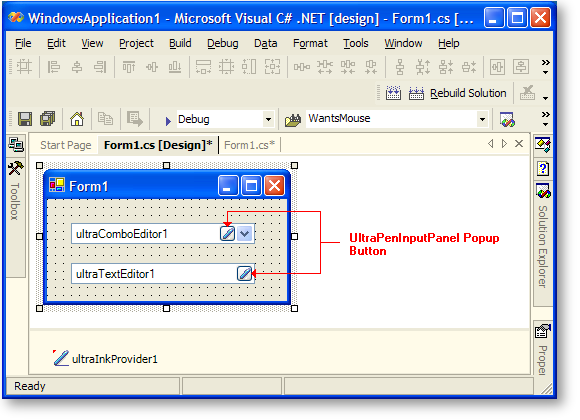 WindowsApplication1 - Microsoft Visual C# .NET [design] - Form1.cs [...
File Edit View Project Build Debug Data Format Tools Window Help
Rebuild Solution
Debug WantsMouse
Start Page Form1.cs [Design]* Form1.cs*
Toolbox
Form1
ultraComboEditor1
ultraTextEditor1
UltraPenInputPanel Popup
Button
Solution Explorer
Proper
ultraInkProvider1
Ready